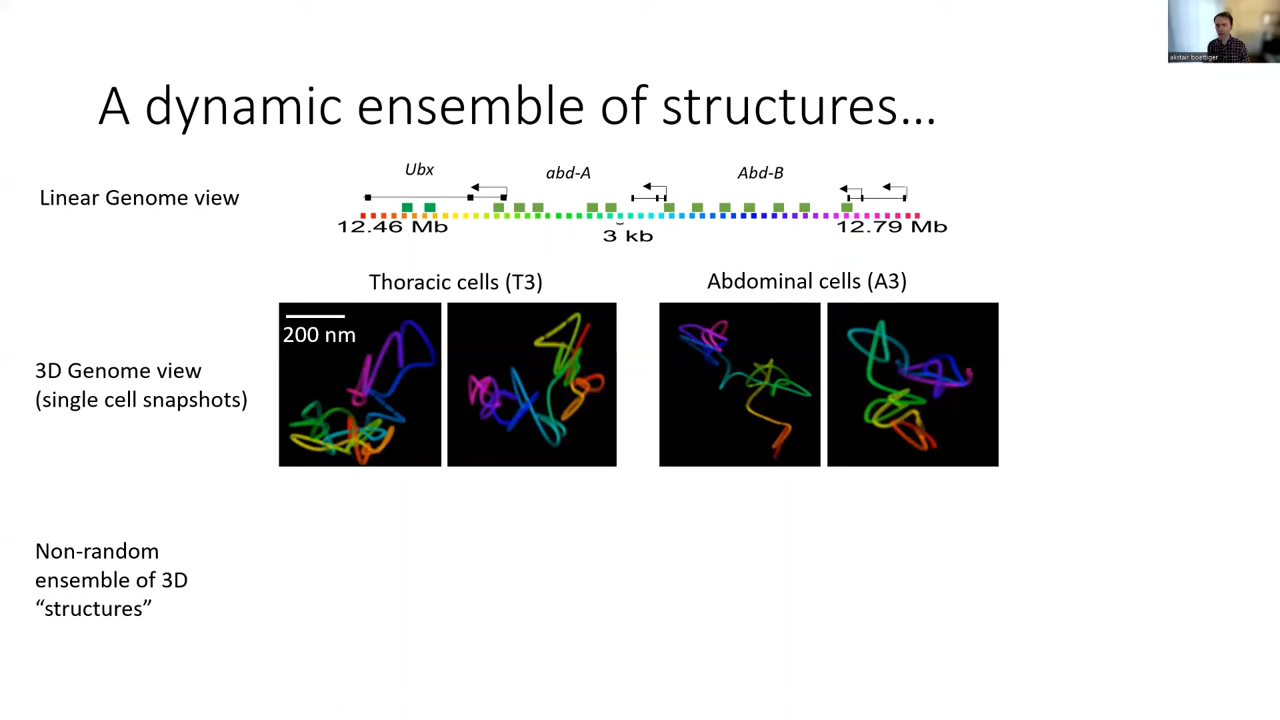 alistair boettiger
A dynamic ensemble of structures…
Linear Genome view
Ubx
abd-A
Abd-B
12.46 Mb
3 kb
12.79 Mb
Thoracic cells (T3)
Abdominal cells (A3)
200 nm
3D Genome view
(single cell snapshots)
Non-random
ensemble of 3D
“structures”